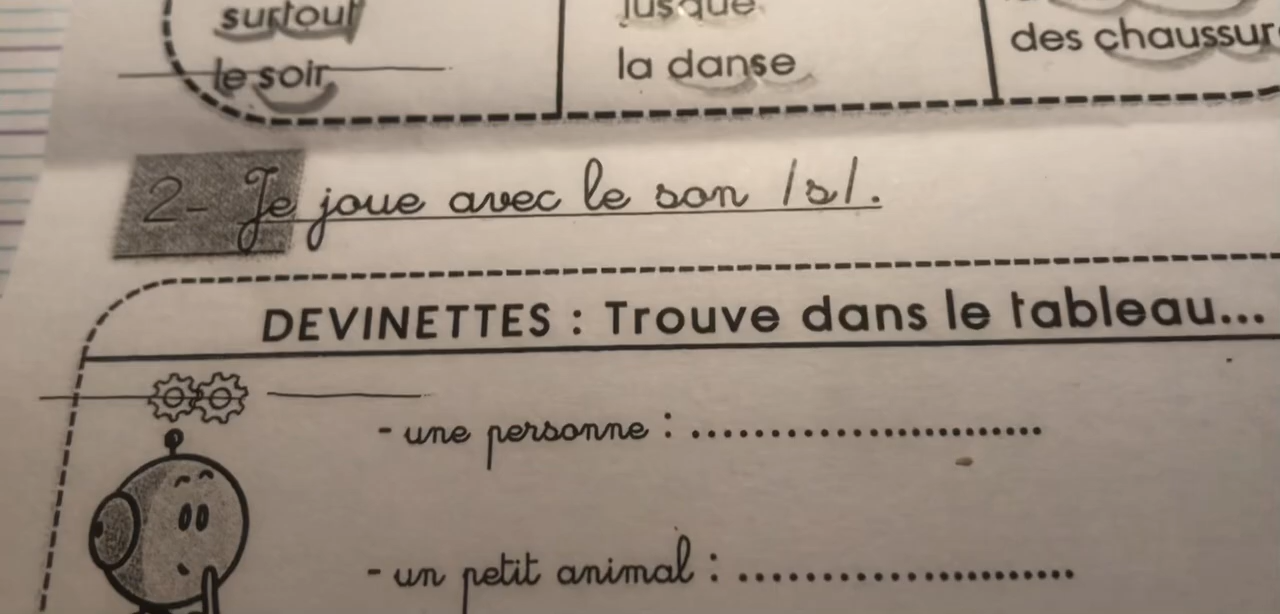 surtout
jusque
le soir
la danse
des chaussur
2- Je joue avec le son /s/.
DEVINETTES : Trouve dans le tableau...
- une personne : ..............................
- un petit animal : ..............................